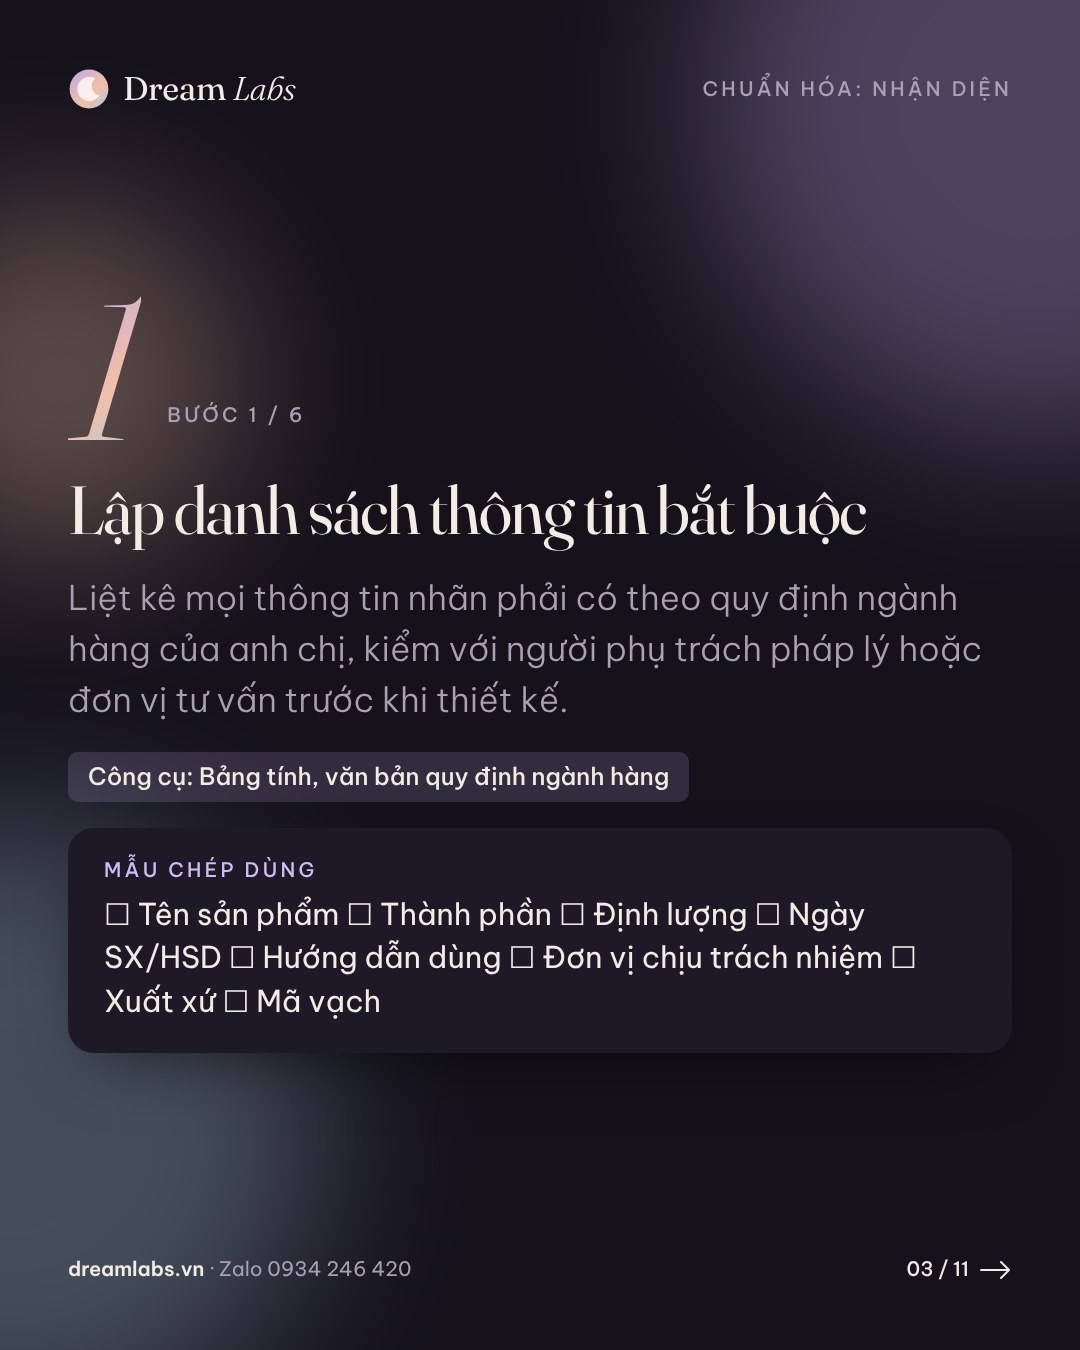 Dream Labs
CHUẨN HÓA: NHẬN DIỆN
1
BƯỚC 1 / 6
Lập danh sách thông tin bắt buộc
Liệt kê mọi thông tin nhãn phải có theo quy định ngành
hàng của anh chị, kiểm với người phụ trách pháp lý hoặc
đơn vị tư vấn trước khi thiết kế.
Công cụ: Bảng tính, văn bản quy định ngành hàng
MẪU CHÉP DÙNG
☐ Tên sản phẩm ☐ Thành phần ☐ Định lượng ☐ Ngày
SX/HSD ☐ Hướng dẫn dùng ☐ Đơn vị chịu trách nhiệm ☐
Xuất xứ ☐ Mã vạch
dreamlabs.vn · Zalo 0934 246 420
03 / 11 →